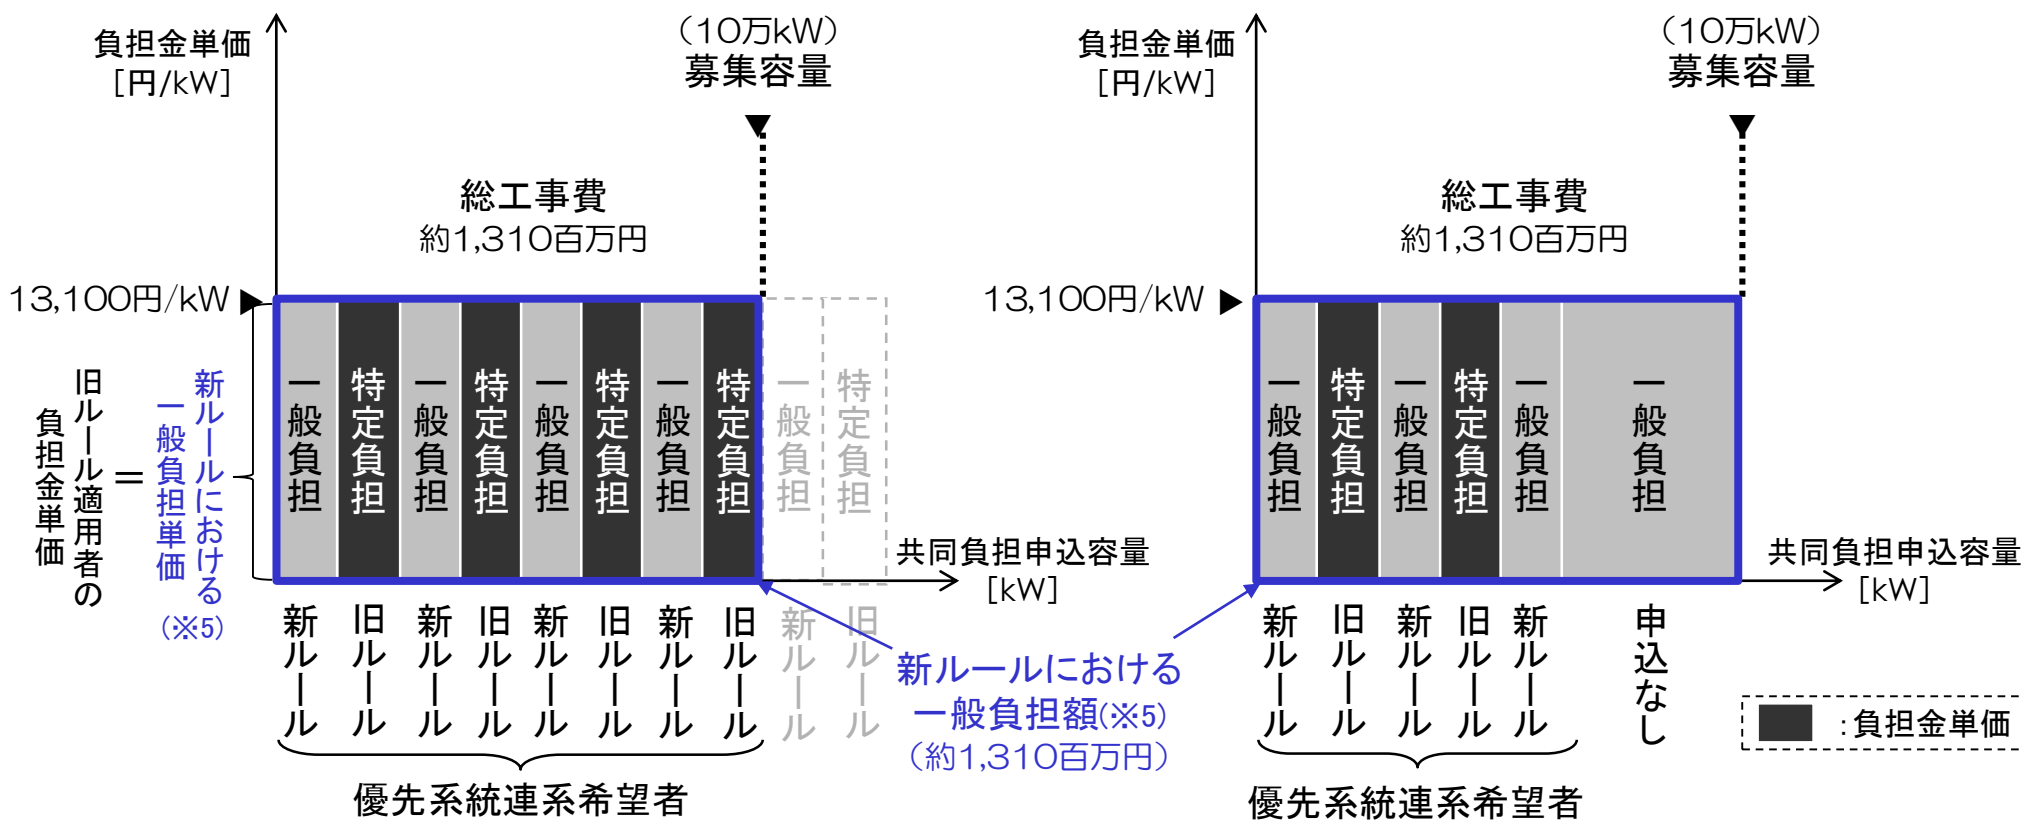 負担金単価
[円/kW]
（10万kW）
募集容量
総工事費
約1,310百万円
13,100円/kW
旧ルール適用者の
負担金単価
＝
新ルールにおける
一般負担単価
(※5)
一般負担
特定負担
一般負担
特定負担
一般負担
特定負担
一般負担
特定負担
一般負担
特定負担
共同負担申込容量
[kW]
新ルール
旧ルール
新ルール
旧ルール
新ルール
旧ルール
新ルール
旧ルール
新ルール
旧ルール
優先系統連系希望者
新ルールにおける
一般負担額(※5)
（約1,310百万円）
負担金単価
[円/kW]
（10万kW）
募集容量
総工事費
約1,310百万円
13,100円/kW
一般負担
特定負担
一般負担
特定負担
一般負担
一般負担
共同負担申込容量
[kW]
新ルール
旧ルール
新ルール
旧ルール
新ルール
申込なし
優先系統連系希望者
：負担金単価